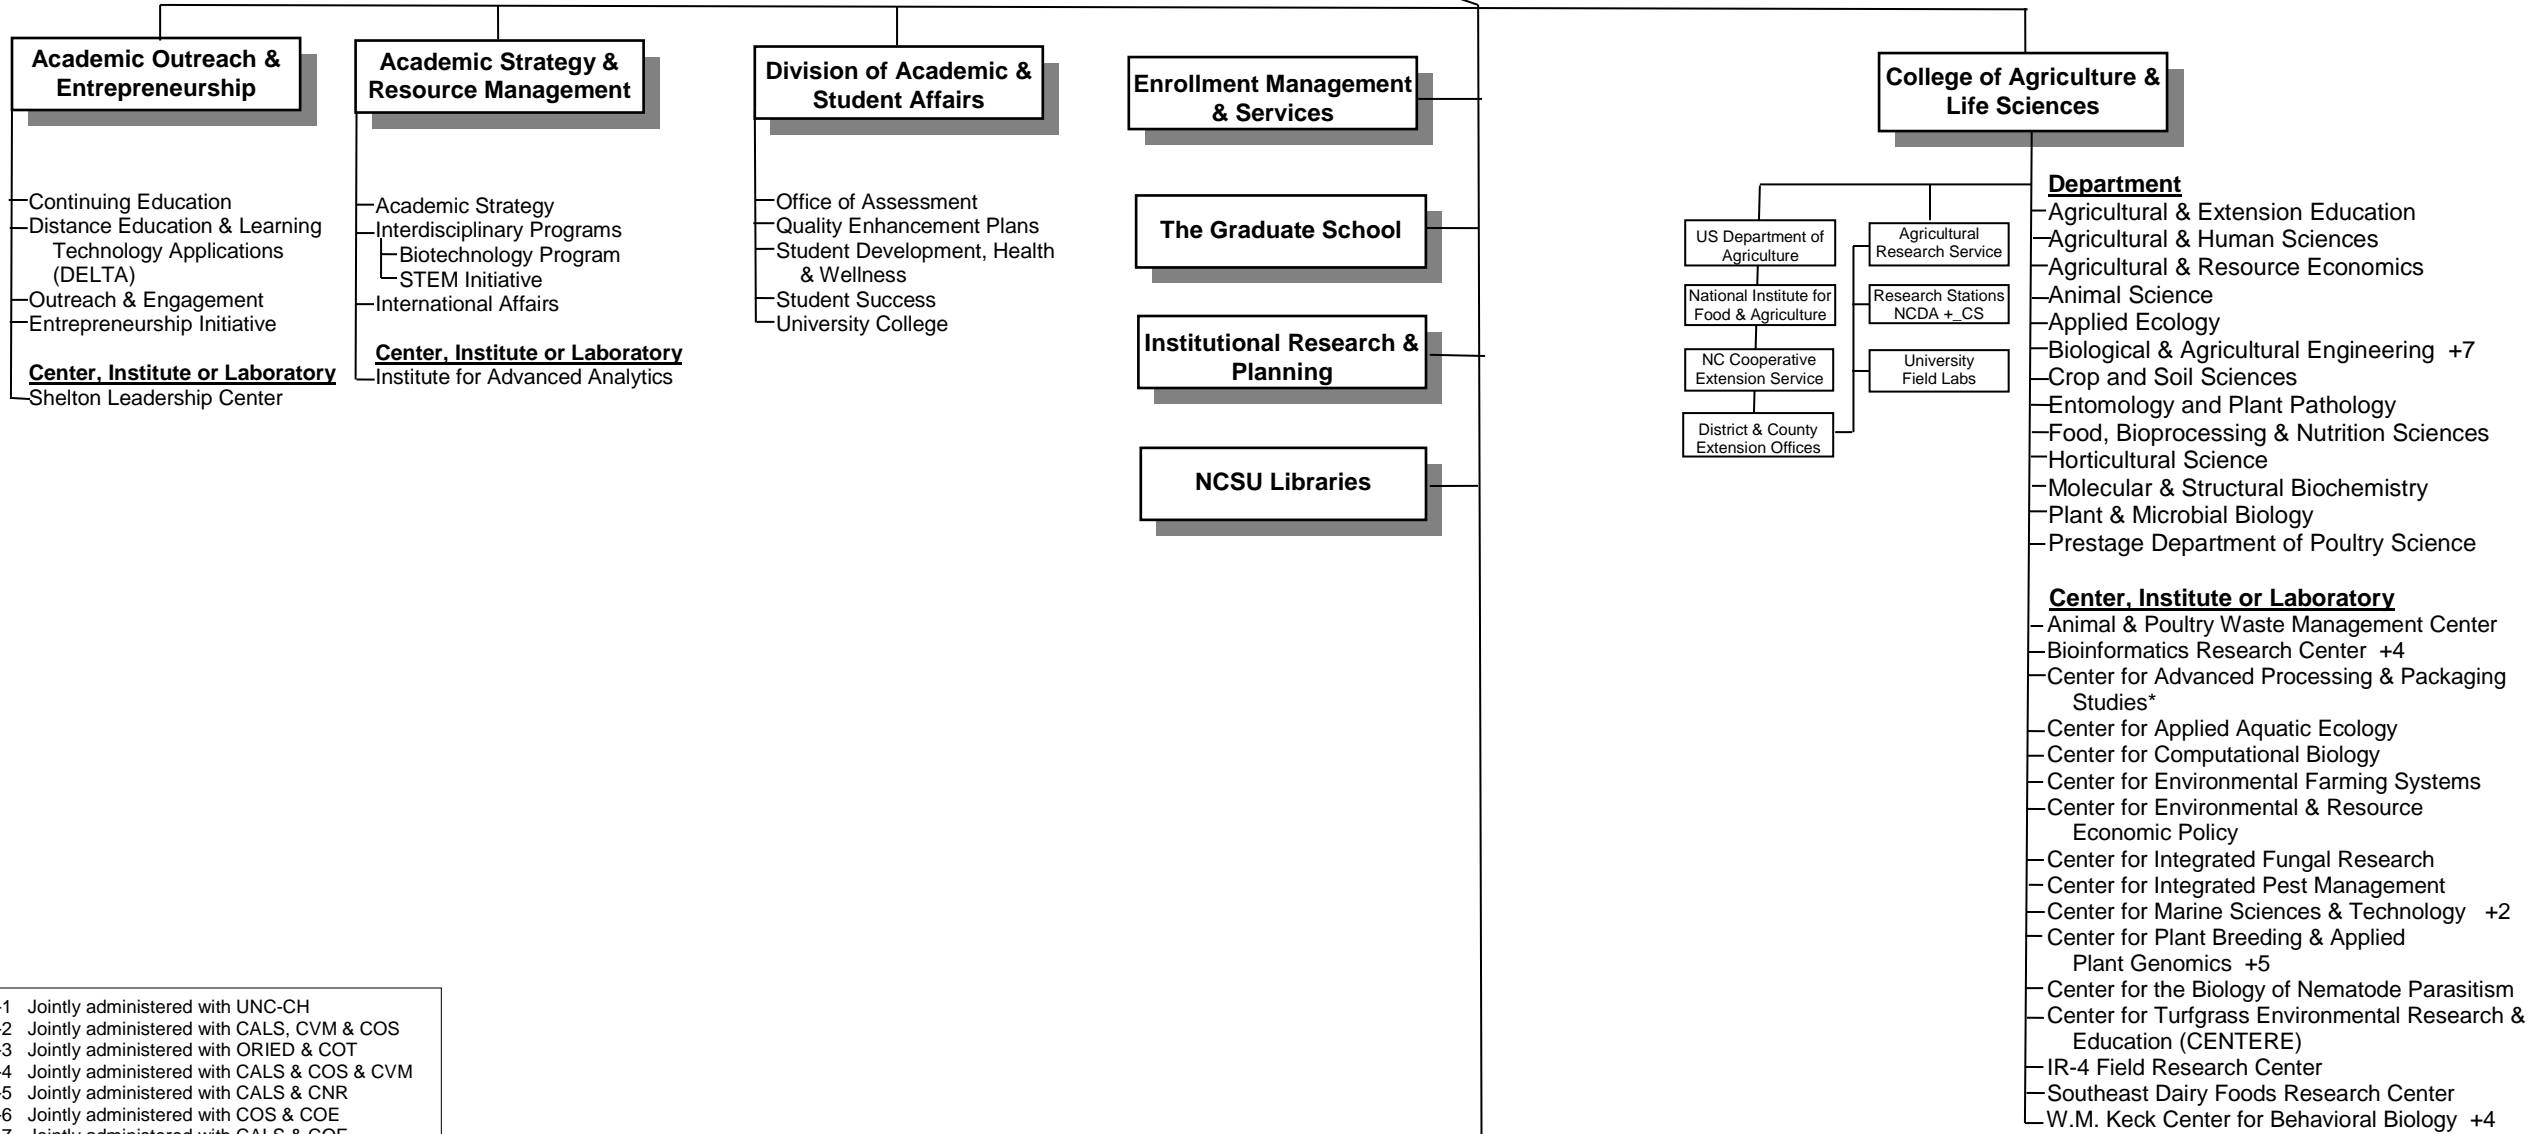 Academic Outreach &
Entrepreneurship
Continuing Education
Distance Education & Learning
Technology Applications
(DELTA)
Outreach & Engagement
Entrepreneurship Initiative
Center, Institute or Laboratory
Shelton Leadership Center
Academic Strategy &
Resource Management
Academic Strategy
Interdisciplinary Programs
Biotechnology Program
STEM Initiative
International Affairs
Center, Institute or Laboratory
Institute for Advanced Analytics
Division of Academic &
Student Affairs
Office of Assessment
Quality Enhancement Plans
Student Development, Health
& Wellness
Student Success
University College
Enrollment Management
& Services
The Graduate School
Institutional Research &
Planning
NCSU Libraries
College of Agriculture &
Life Sciences
US Department of
Agriculture
National Institute for
Food & Agriculture
NC Cooperative
Extension Service
District & County
Extension Offices
Agricultural
Research Service
Research Stations
NCDA +_CS
University
Field Labs
Department
Agricultural & Extension Education
Agricultural & Human Sciences
Agricultural & Resource Economics
Animal Science
Applied Ecology
Biological & Agricultural Engineering +7
Crop and Soil Sciences
Entomology and Plant Pathology
Food, Bioprocessing & Nutrition Sciences
Horticultural Science
Molecular & Structural Biochemistry
Plant & Microbial Biology
Prestage Department of Poultry Science
Center, Institute or Laboratory
Animal & Poultry Waste Management Center
Bioinformatics Research Center +4
Center for Advanced Processing & Packaging
Studies*
Center for Applied Aquatic Ecology
Center for Computational Biology
Center for Environmental Farming Systems
Center for Environmental & Resource
Economic Policy
Center for Integrated Fungal Research
Center for Integrated Pest Management
Center for Marine Sciences & Technology +2
Center for Plant Breeding & Applied
Plant Genomics +5
Center for the Biology of Nematode Parasitism
Center for Turfgrass Environmental Research &
Education (CENTERE)
IR-4 Field Research Center
Southeast Dairy Foods Research Center
W.M. Keck Center for Behavioral Biology +4
+1 Jointly administered with UNC-CH
+2 Jointly administered with CALS, CVM & COS
+3 Jointly administered with ORIED & COT
+4 Jointly administered with CALS & COS & CVM
+5 Jointly administered with CALS & CNR
+6 Jointly administered with COS & COE
+7 Jointly administered with CALS & COE